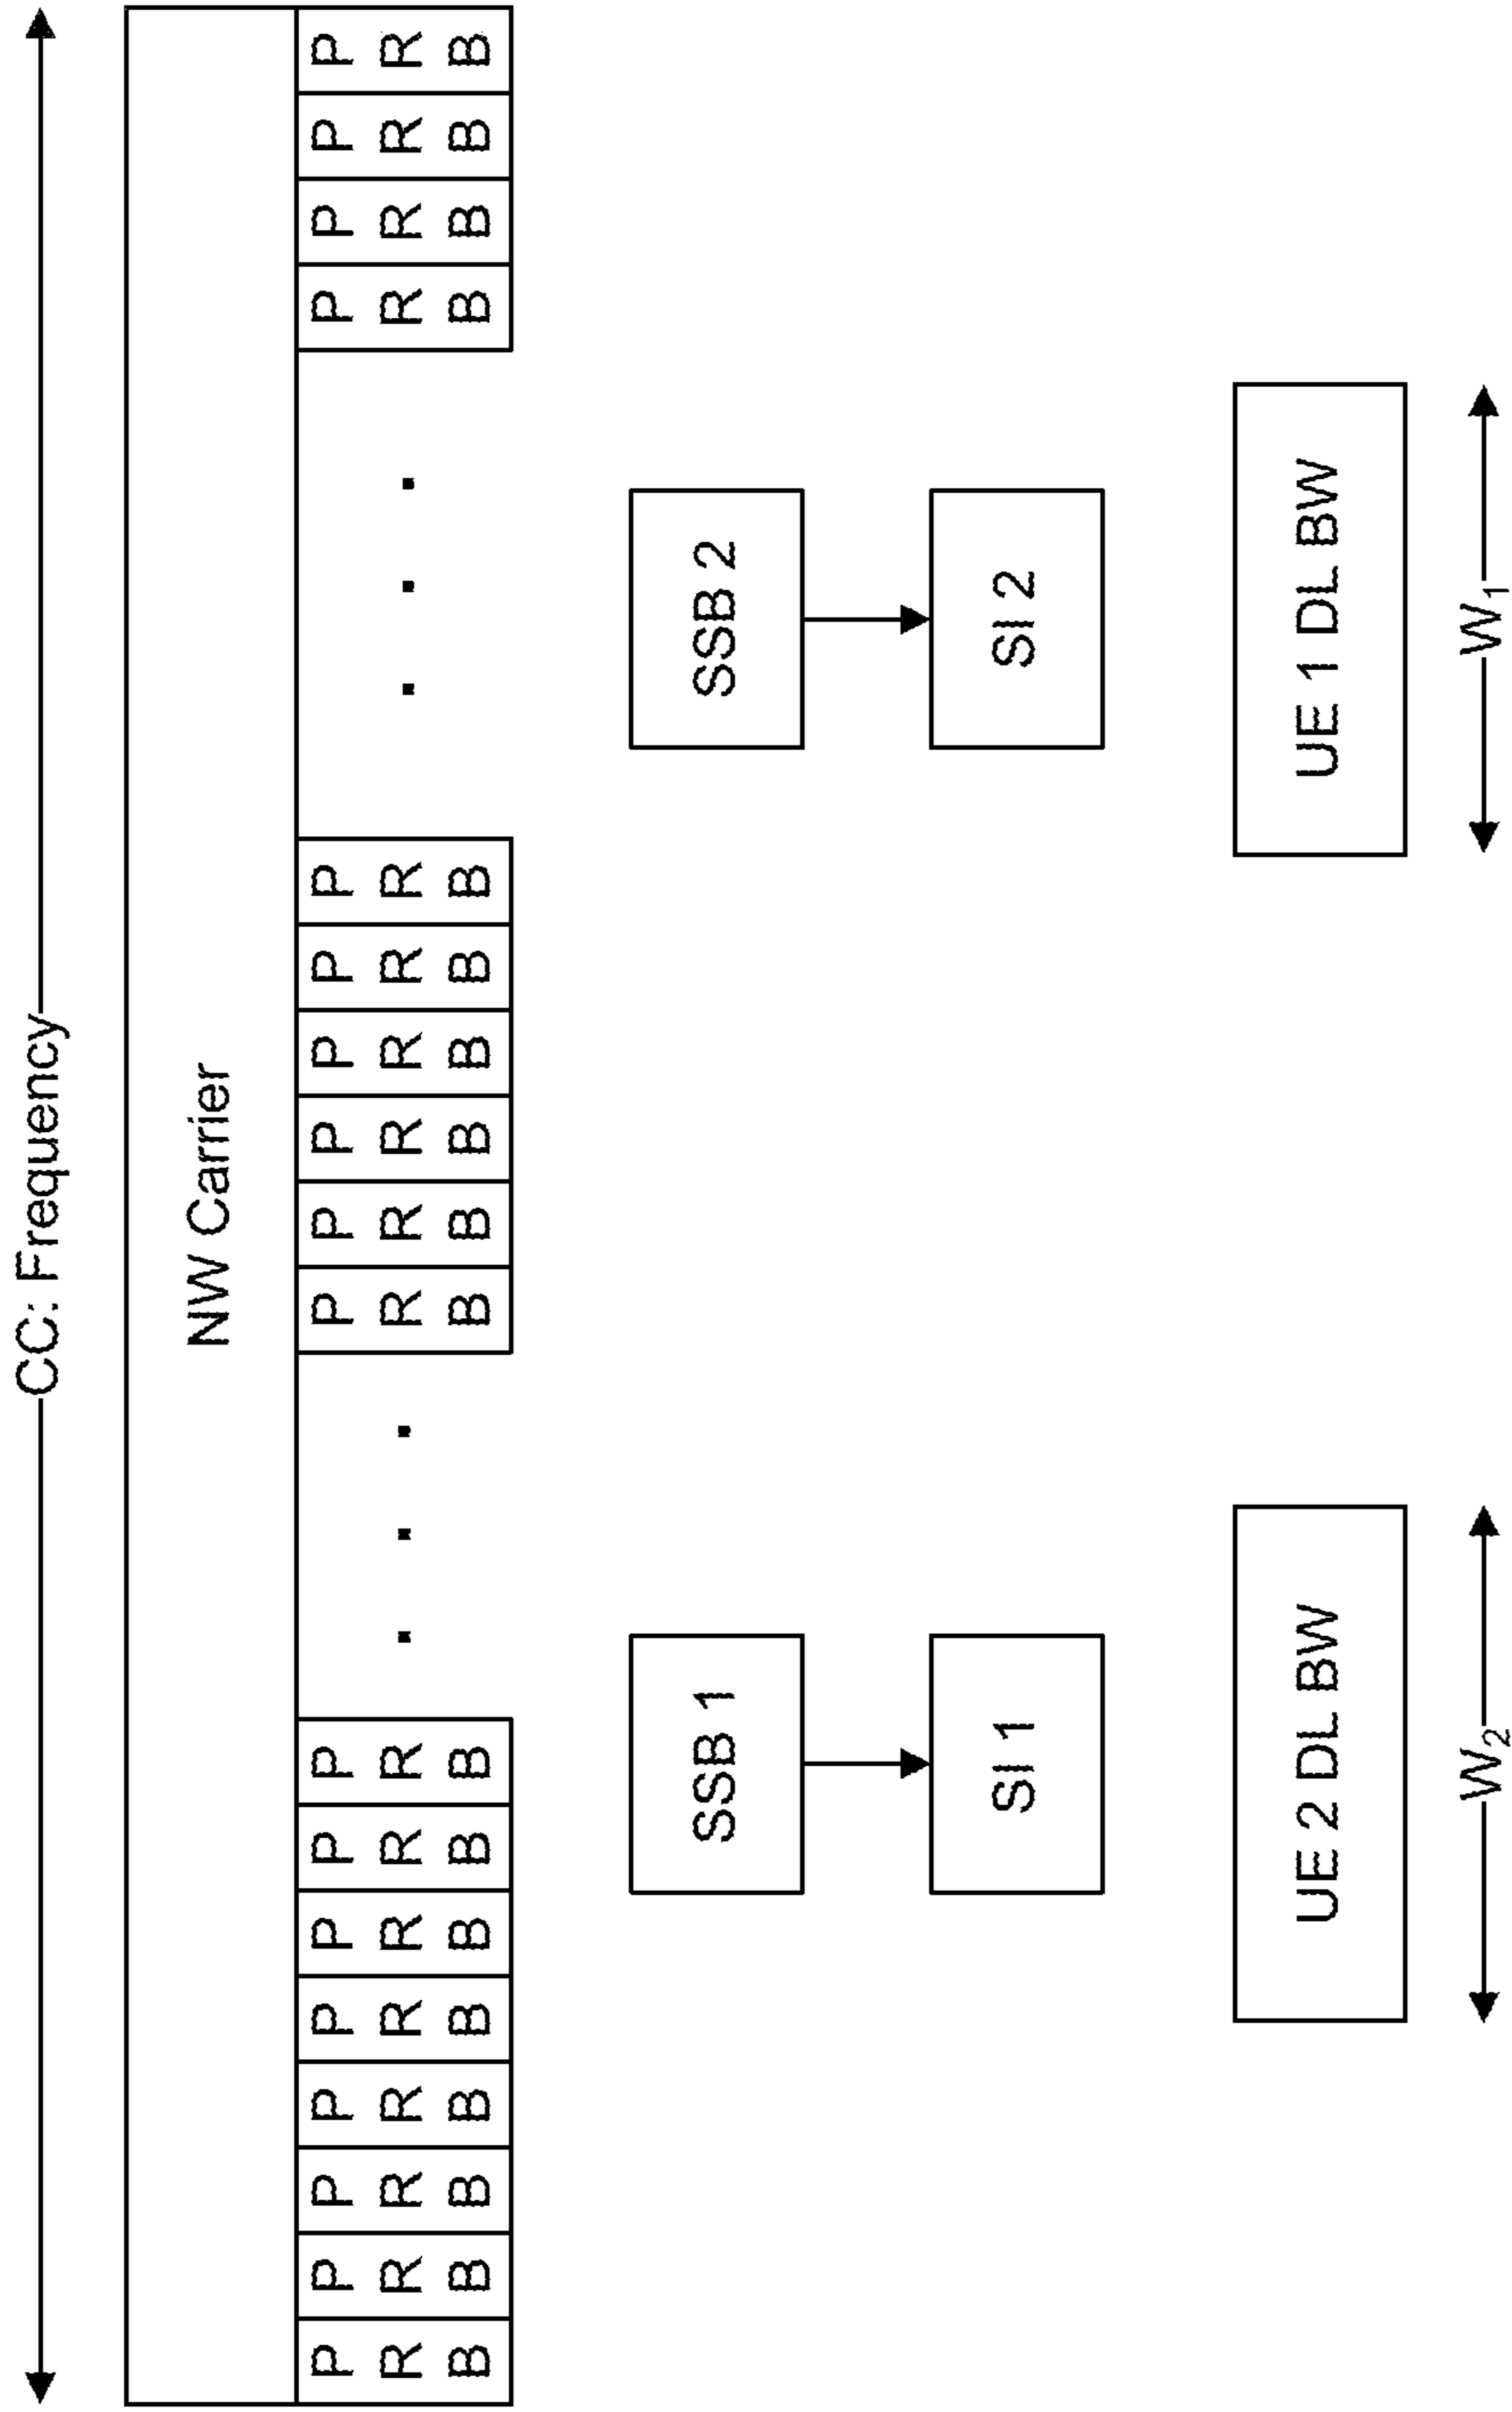 CC: Frequency
NW Carrier
PRB PRB PRB PRB PRB PRB PRB PRB . . . PRB PRB PRB PRB PRB PRB . . . PRB PRB PRB PRB
SSB 1
SSB 2
SI 1
SI 2
UE 2 DL BW
UE 1 DL BW
W₂
W₁